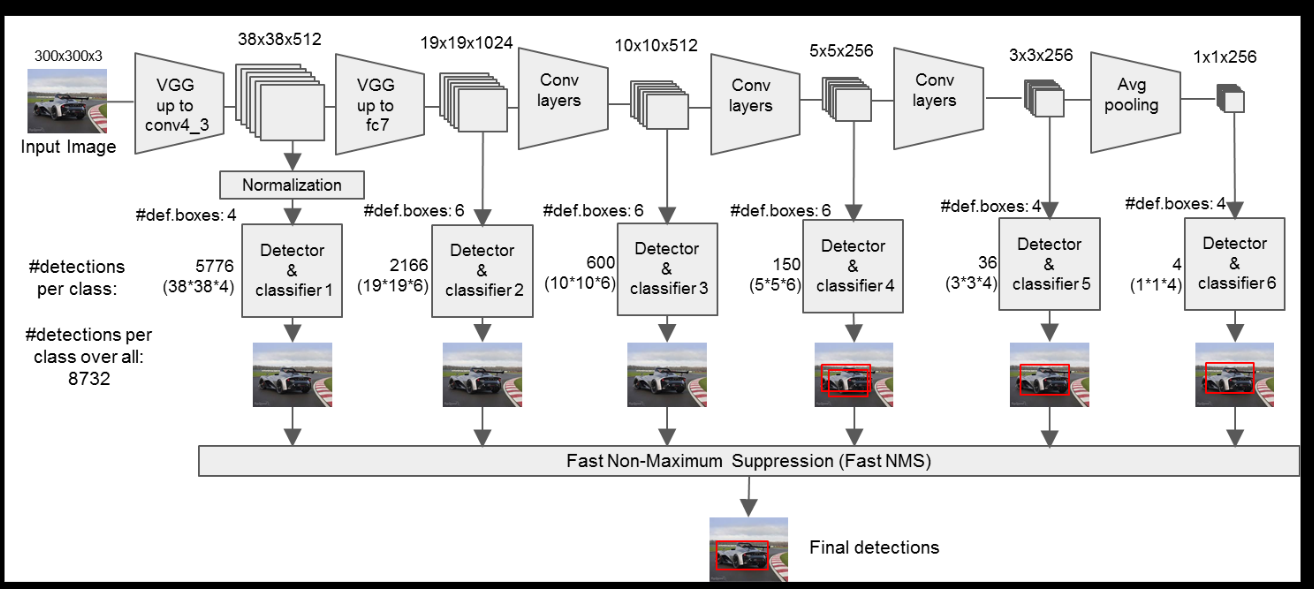 300x300x3
38x38x512
19x19x1024
10x10x512
5x5x256
3x3x256
1x1x256
VGG
up to
conv4_3
VGG
up to
fc7
Conv
layers
Conv
layers
Conv
layers
Avg
pooling
Input Image
Normalization
#def.boxes: 4
#def.boxes: 6
#def.boxes: 6
#def.boxes: 6
#def.boxes: 4
#def.boxes: 4
#detections
per class:
5776
(38*38*4)
Detector
&
classifier 1
2166
(19*19*6)
Detector
&
classifier 2
600
(10*10*6)
Detector
&
classifier 3
150
(5*5*6)
Detector
&
classifier 4
36
(3*3*4)
Detector
&
classifier 5
4
(1*1*4)
Detector
&
classifier 6
#detections per
class over all:
8732
Fast Non-Maximum Suppression (Fast NMS)
Final detections